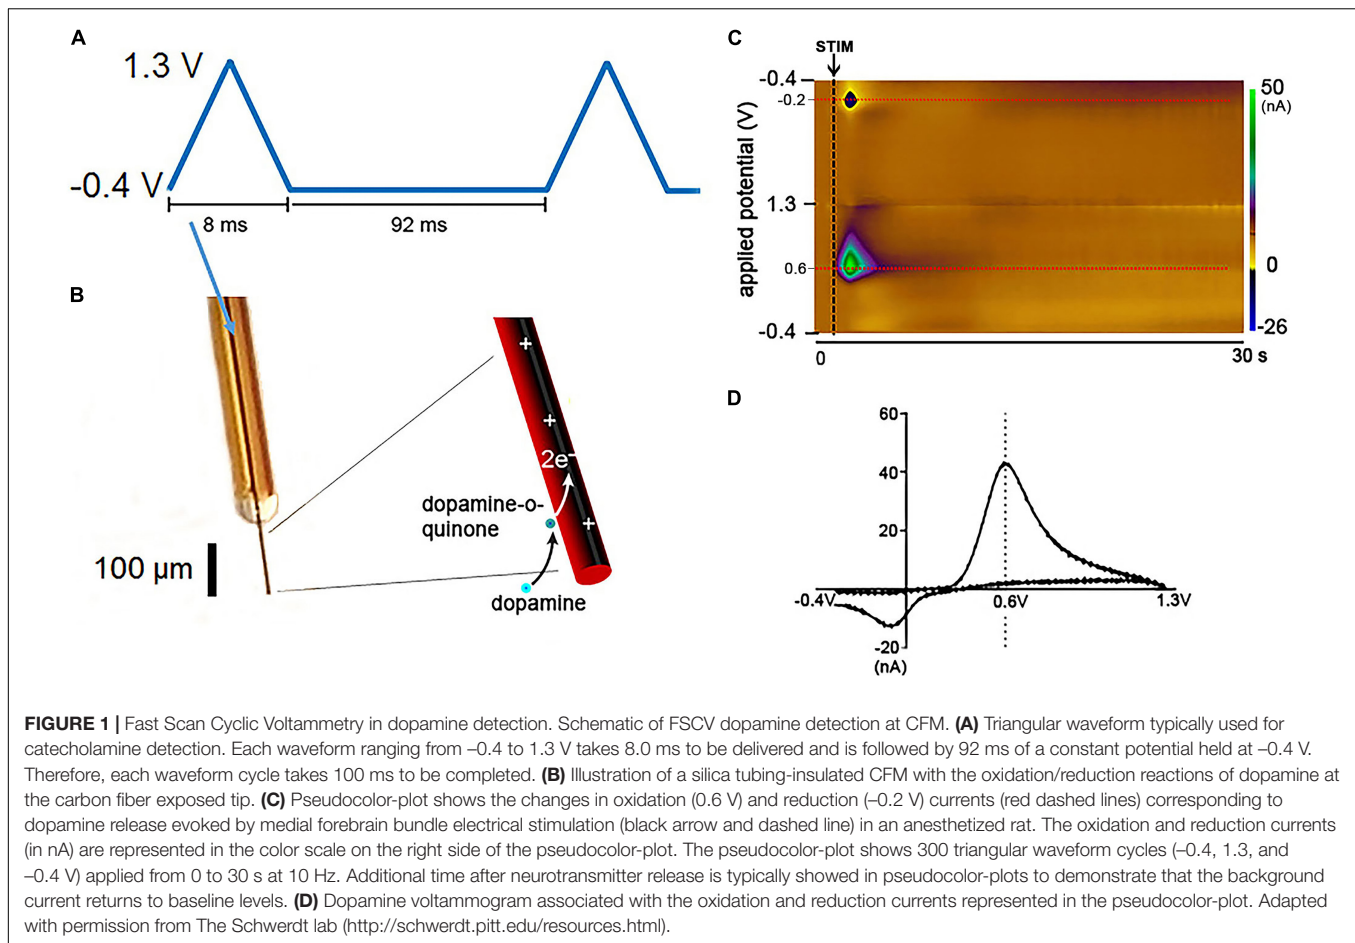 A
1.3 V
-0.4 V
8 ms
92 ms
B
100 µm
2e⁻
dopamine-o-
quinone
dopamine
+
+
+
C
STIM
applied potential (V)
-0.4
-0.2
1.3
0.6
-0.4
0
30 s
50
(nA)
0
-26
D
60
40
20
-20
(nA)
-0.4V
0.6V
1.3V
FIGURE 1 | Fast Scan Cyclic Voltammetry in dopamine detection. Schematic of FSCV dopamine detection at CFM. (A) Triangular waveform typically used for
catecholamine detection. Each waveform ranging from –0.4 to 1.3 V takes 8.0 ms to be delivered and is followed by 92 ms of a constant potential held at –0.4 V.
Therefore, each waveform cycle takes 100 ms to be completed. (B) Illustration of a silica tubing-insulated CFM with the oxidation/reduction reactions of dopamine at
the carbon fiber exposed tip. (C) Pseudocolor-plot shows the changes in oxidation (0.6 V) and reduction (–0.2 V) currents (red dashed lines) corresponding to
dopamine release evoked by medial forebrain bundle electrical stimulation (black arrow and dashed line) in an anesthetized rat. The oxidation and reduction currents
(in nA) are represented in the color scale on the right side of the pseudocolor-plot. The pseudocolor-plot shows 300 triangular waveform cycles (–0.4, 1.3, and
–0.4 V) applied from 0 to 30 s at 10 Hz. Additional time after neurotransmitter release is typically showed in pseudocolor-plots to demonstrate that the background
current returns to baseline levels. (D) Dopamine voltammogram associated with the oxidation and reduction currents represented in the pseudocolor-plot. Adapted
with permission from The Schwerdt lab (http://schwerdt.pitt.edu/resources.html).